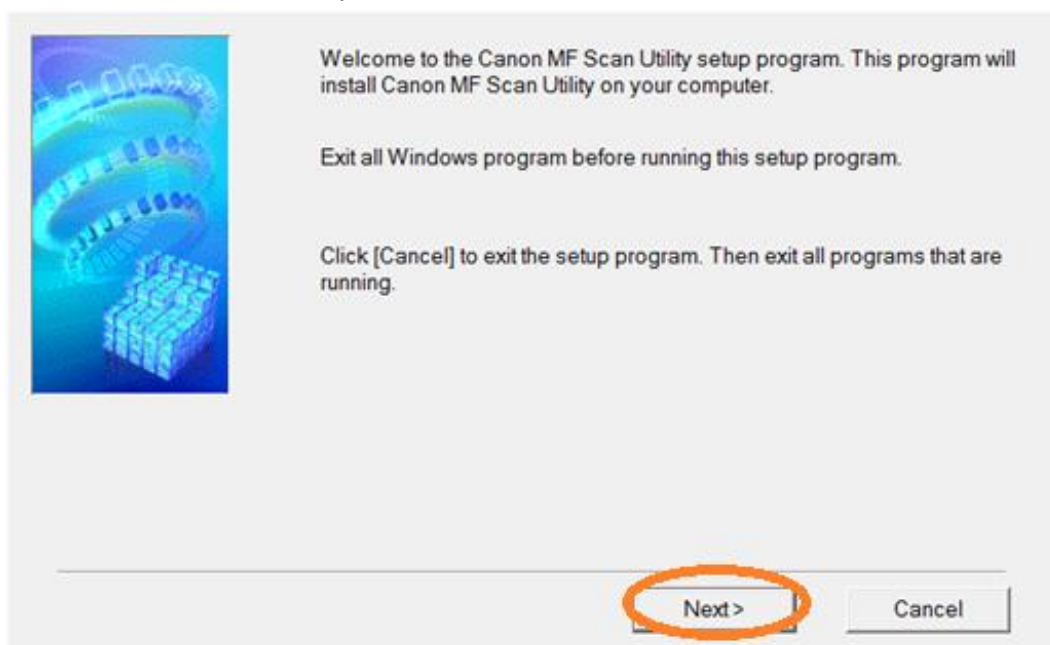 Welcome to the Canon MF Scan Utility setup program. This program will
install Canon MF Scan Utility on your computer.
Exit all Windows program before running this setup program.
Click [Cancel] to exit the setup program. Then exit all programs that are
running.
Next >
Cancel